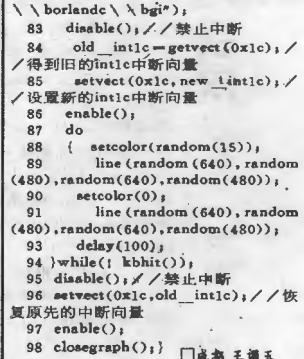 \ \ borlandc \ \ bgi");
83 disable(); / / 禁止中断
84 old__int1c = getvect(0x1c); /
/ 得到旧的int1c中断向量
85 setvect(0x1c, new__int1c); /
/ 设置新的int1c中断向量
86 enable();
87 do
88 { setcolor(random(15));
89 line (random (640), random
(480), random(640), random(480));
90 setcolor(0);
91 line (random (640), random
(480), random(640), random(480));
93 delay(100);
94 }while(! kbhit());
95 disable(); / / 禁止中断
96 setvect(0x1c, old__int1c); / / 恢
复原先的中断向量
97 enable();
98 closegraph(); }